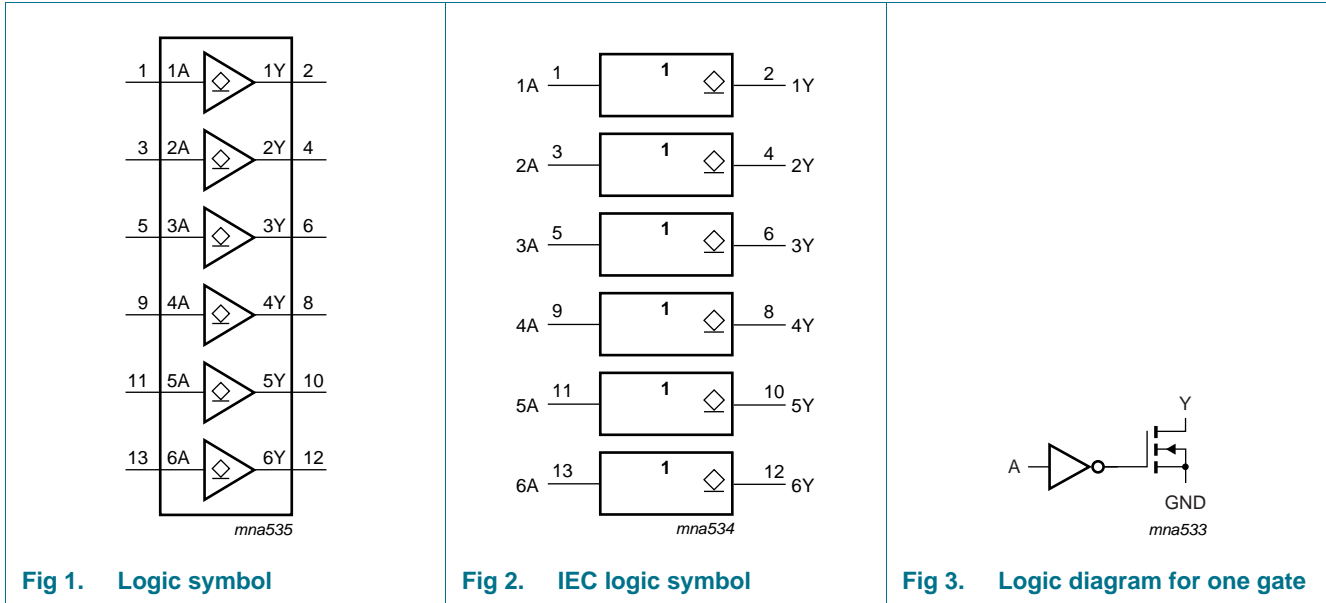 1 1A 1Y 2
3 2A 2Y 4
5 3A 3Y 6
9 4A 4Y 8
11 5A 5Y 10
13 6A 6Y 12
mna535
Fig 1. Logic symbol
1A 1 1 2 1Y
2A 3 1 4 2Y
3A 5 1 6 3Y
4A 9 1 8 4Y
5A 11 1 10 5Y
6A 13 1 12 6Y
mna534
Fig 2. IEC logic symbol
Y
A
GND
mna533
Fig 3. Logic diagram for one gate